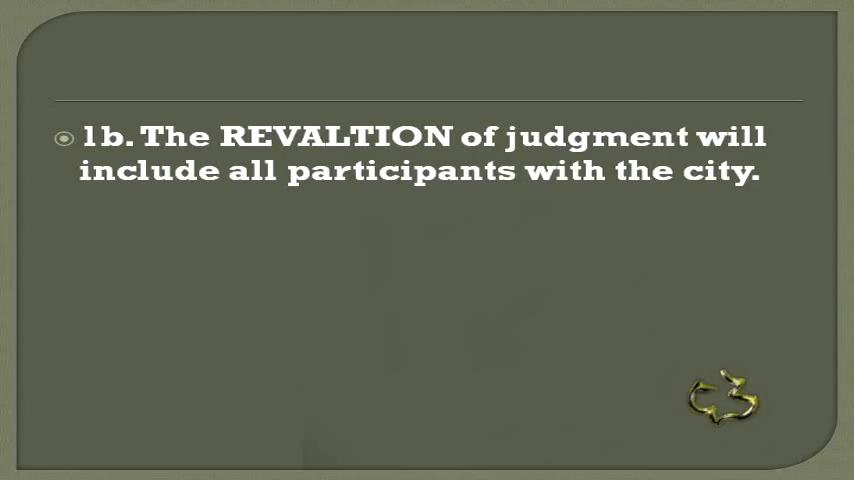 1b. The REVALTION of judgment will
include all participants with the city.